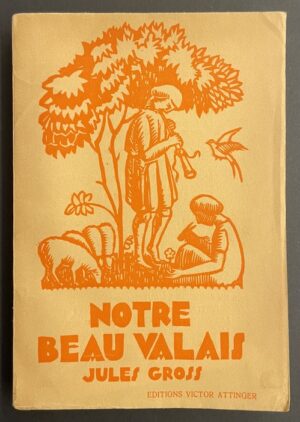 NOTRE
BEAU VALAIS
JULES GROSS
EDITIONS VICTOR ATTINGER